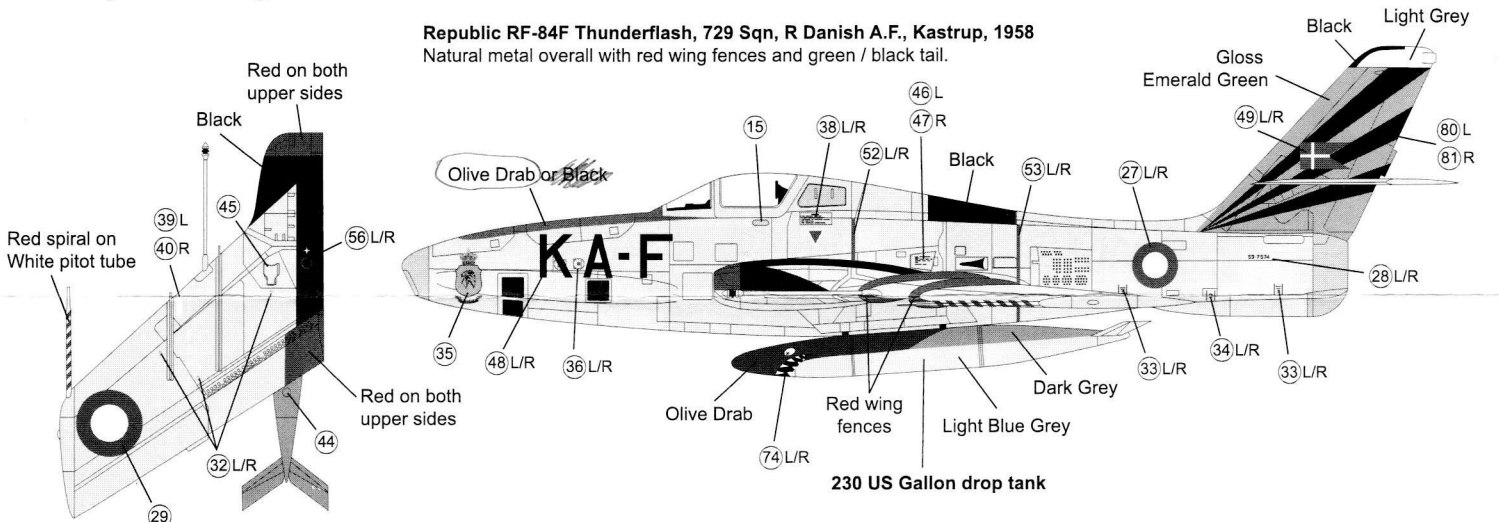 Republic RF-84F Thunderflash, 729 Sqn, R Danish A.F., Kastrup, 1958
Natural metal overall with red wing fences and green / black tail.
Red on both
upper sides
Black
39 L
40 R
45
56 L/R
Red spiral on
White pitot tube
Red on both
upper sides
44
32 L/R
29
Olive Drab or Black
15
38 L/R
52 L/R
46 L
47 R
Black
53 L/R
27 L/R
Gloss
Emerald Green
Black
Light Grey
49 L/R
80 L
81 R
KA-F
53-7574
28 L/R
35
48 L/R
36 L/R
33 L/R
34 L/R
33 L/R
Olive Drab
74 L/R
Red wing
fences
Light Blue Grey
Dark Grey
230 US Gallon drop tank